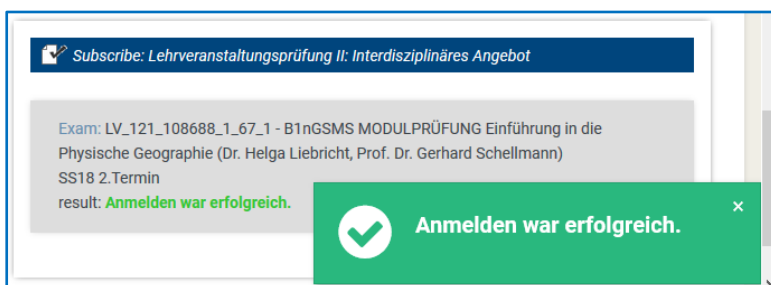 Subscribe: Lehrveranstaltungsprüfung II: Interdisziplinäres Angebot
Exam: LV_121_108688_1_67_1 - B1nGSMS MODULPRÜFUNG Einführung in die
Physische Geographie (Dr. Helga Liebricht, Prof. Dr. Gerhard Schellmann)
SS18 2.Termin
result: Anmelden war erfolgreich.
Anmelden war erfolgreich.
×